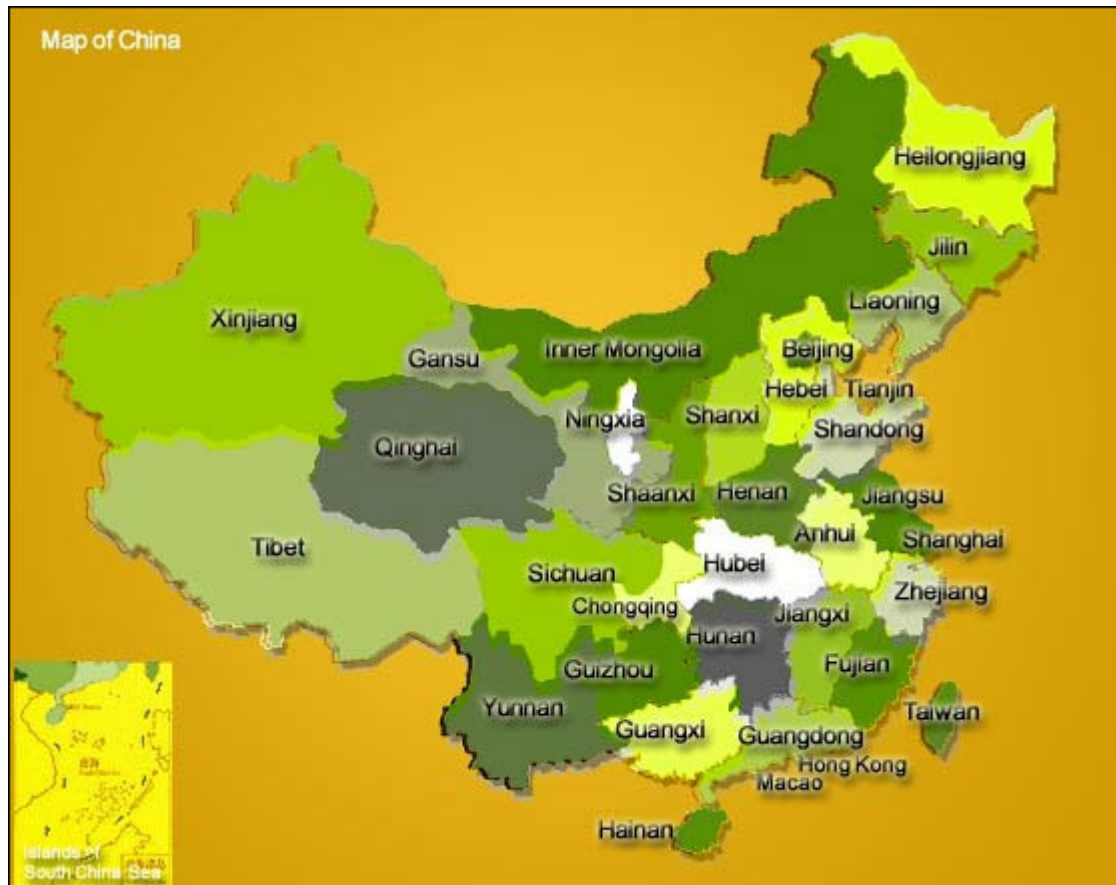 Map of China
Heilongjiang
Jilin
Liaoning
Xinjiang
Gansu
Inner Mongolia
Beijing
Hebei
Tianjin
Ningxia
Shanxi
Shandong
Qinghai
Shaanxi
Henan
Jiangsu
Tibet
Anhui
Shanghai
Sichuan
Hubei
Chongqing
Jiangxi
Zhejiang
Hunan
Guizhou
Fujian
Yunnan
Guangxi
Guangdong
Taiwan
Hong Kong
Macao
Hainan
Islands of
South China Sea